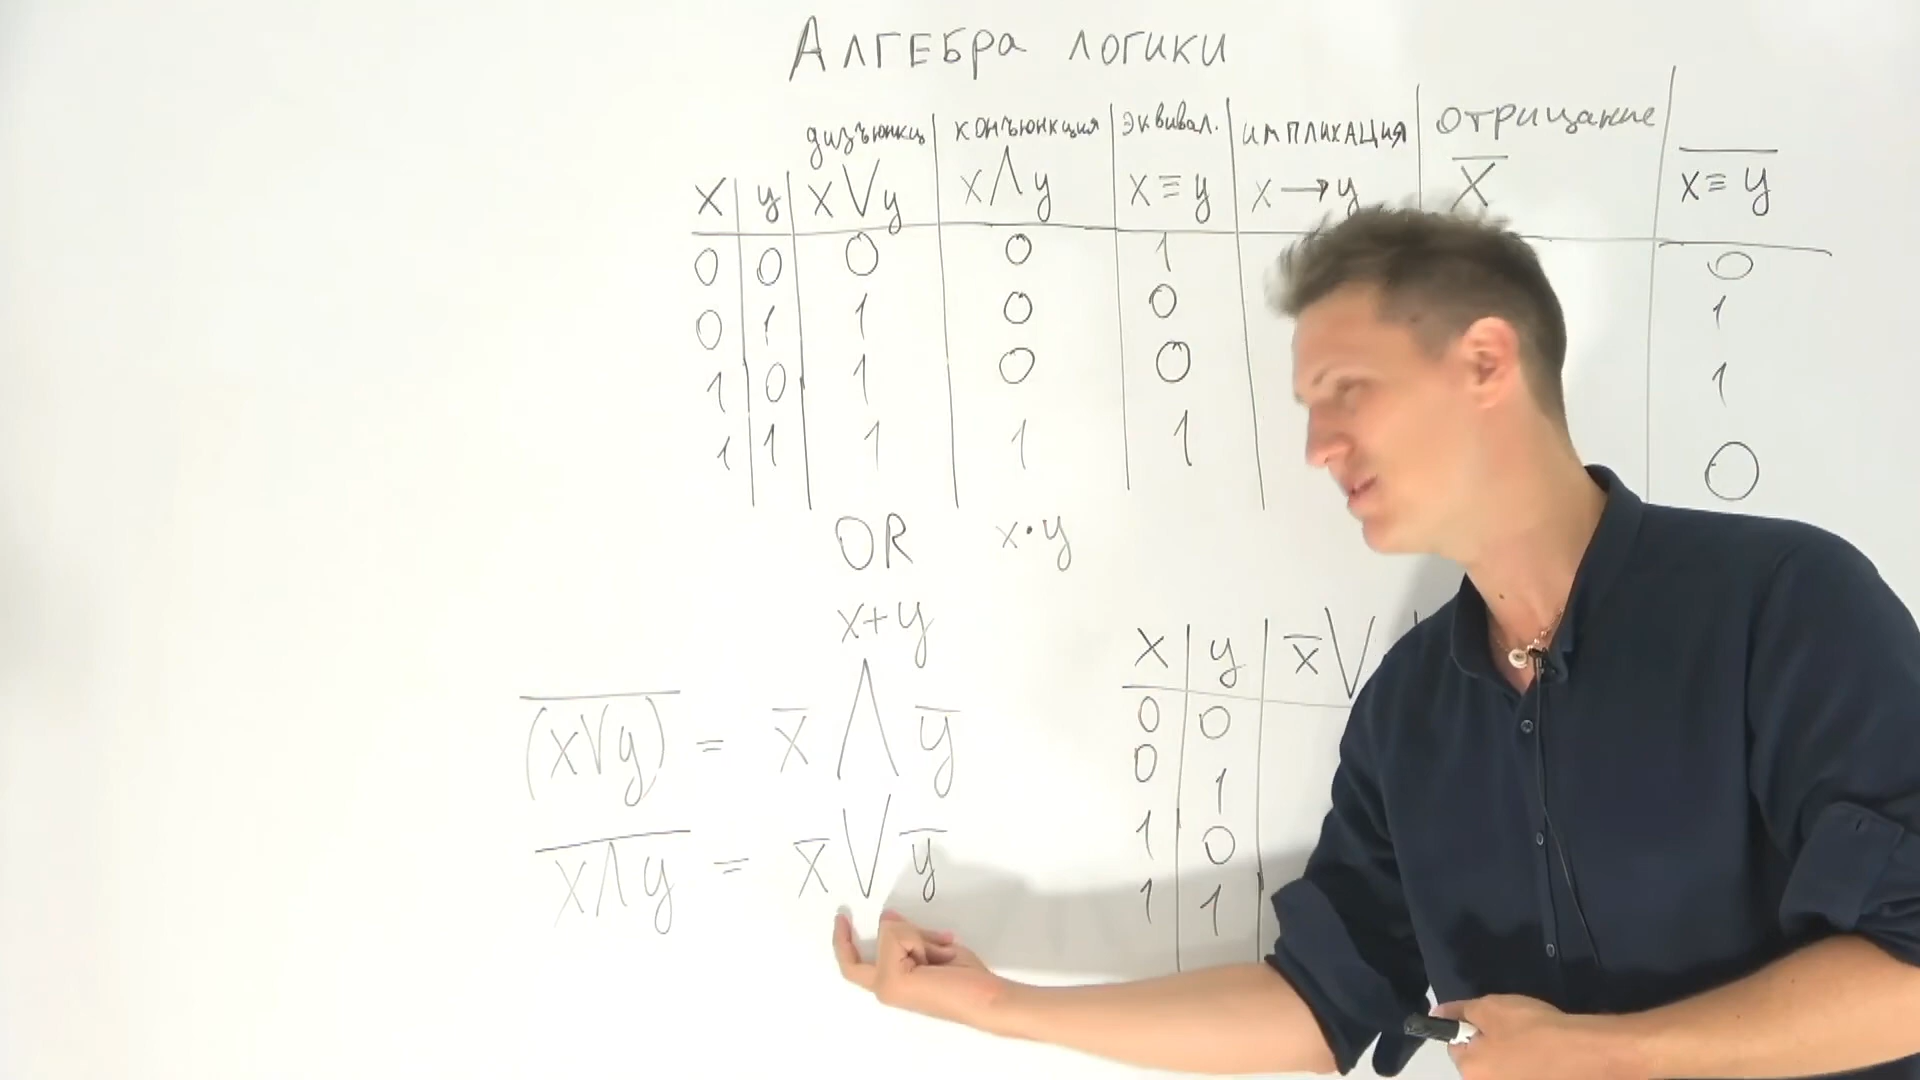 Алгебра логики
дизъюнкц конъюнкция эквивал. импликация отрицание
x y x∨y x∧y x≡y x→y x̅ x≡y̅
0 0 0 0 1 0
0 1 1 0 0 1
1 0 1 0 0 1
1 1 1 1 1 0
OR x·y
x+y
(x∨y)̅ = x̅ ∧ y̅
x∧y̅ = x̅ ∨ y̅
x y x̅ ∨
0 0
0 1
1 0
1 1